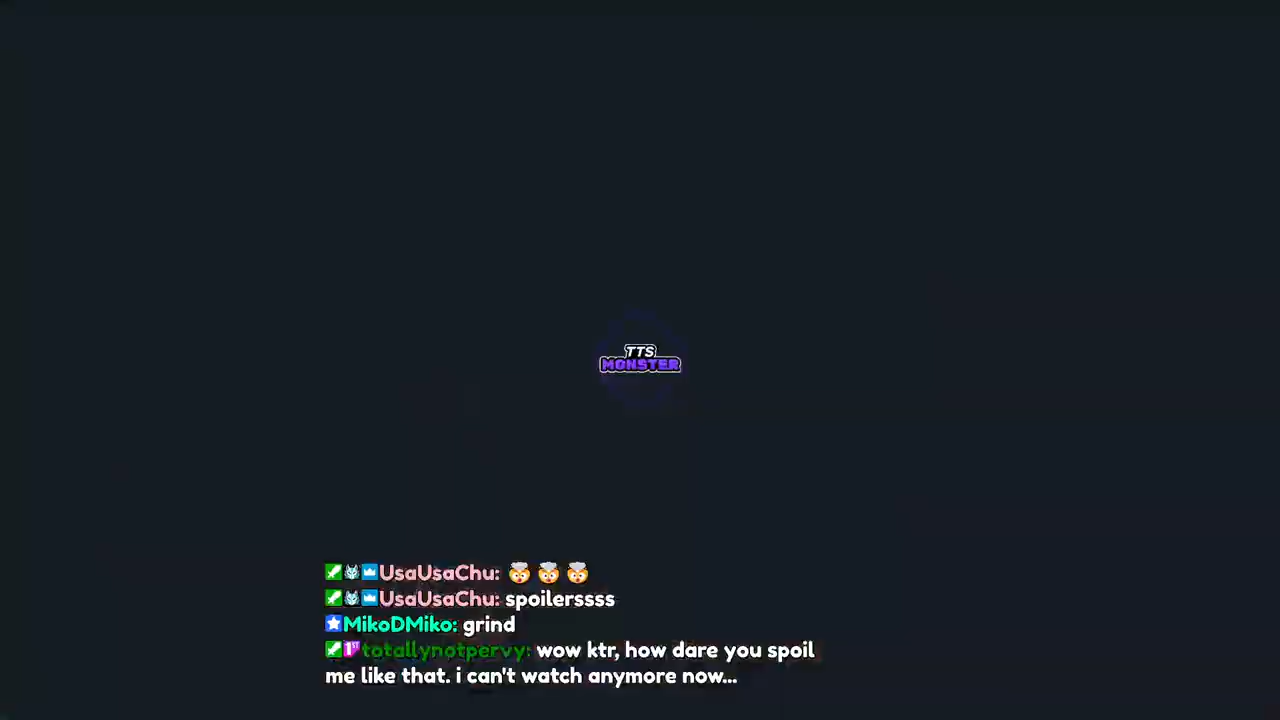 TTS
MONSTER
UsaUsaChu: 🤯 🤯 🤯
UsaUsaChu: spoilerssss
MikoDMiko: grind
1ST totallynotpervy: wow ktr, how dare you spoil
me like that. i can't watch anymore now...